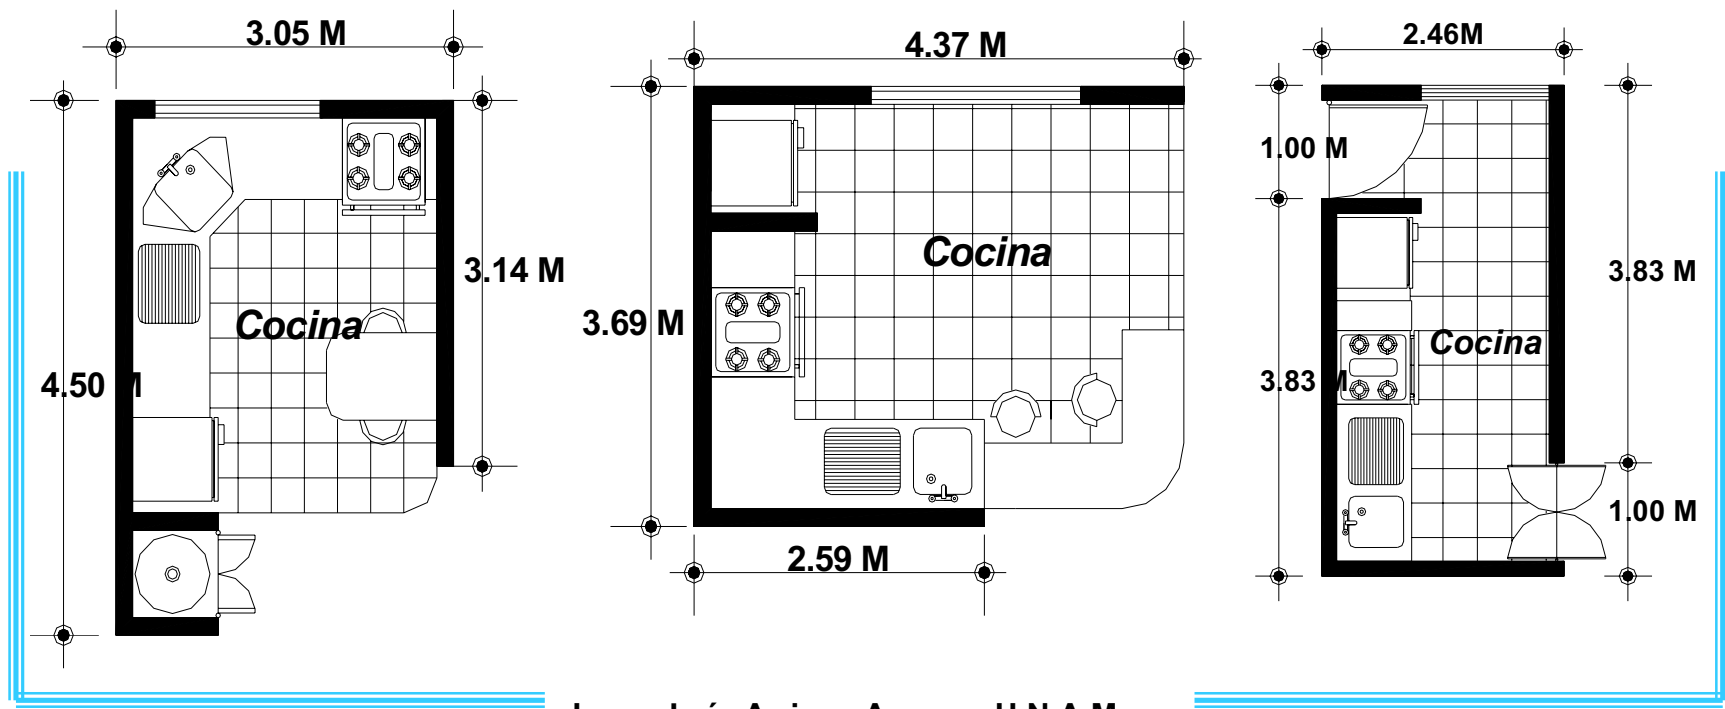 3.05 M
4.50 M
3.14 M
Cocina
4.37 M
3.69 M
Cocina
2.59 M
2.46M
1.00 M
3.83 M
3.83 M
Cocina
1.00 M